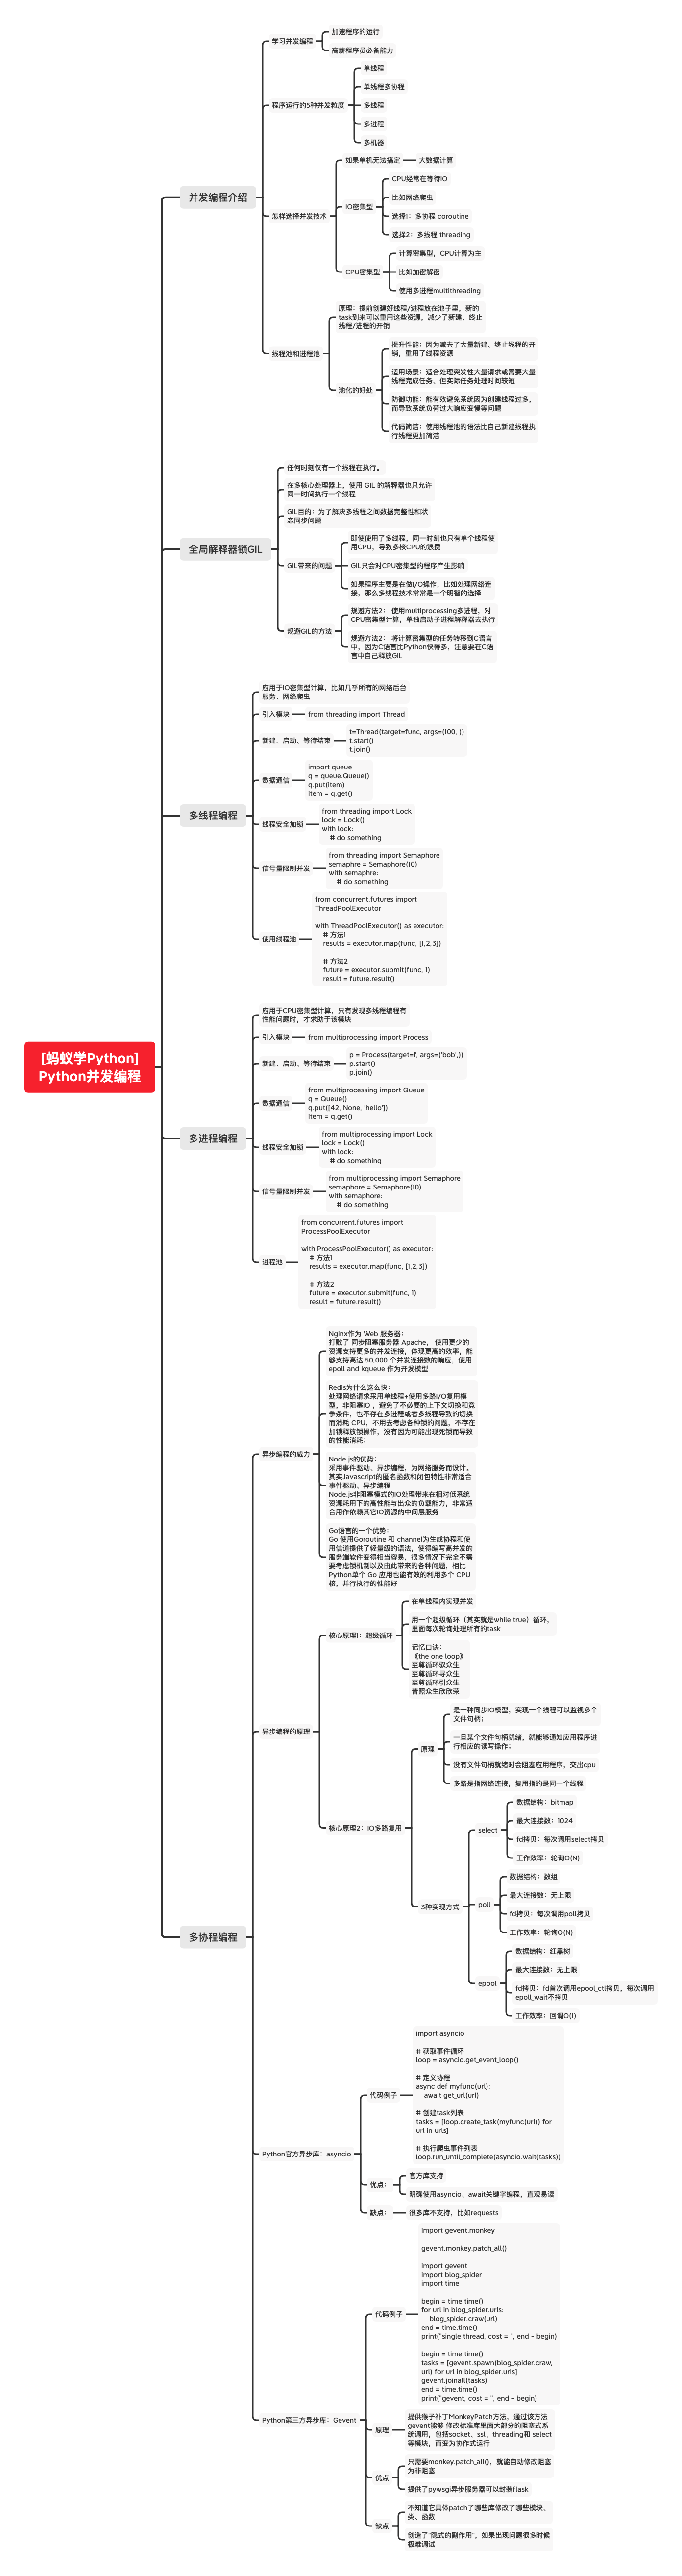 [蚂蚁学Python]
Python并发编程
并发编程介绍
学习并发编程
加速程序的运行
高薪程序员必备能力
程序运行的5种并发粒度
单线程
单线程多协程
多线程
多进程
多机器
怎样选择并发技术
如果单机无法搞定
大数据计算
IO密集型
CPU经常在等待IO
比如网络爬虫
选择1：多协程 coroutine
选择2：多线程 threading
CPU密集型
计算密集型，CPU计算为主
比如加密解密
使用多进程multithreading
线程池和进程池
原理：提前创建好线程/进程放在池子里，新的
task到来可以重用这些资源，减少了新建、终止
线程/进程的开销
池化的好处
提升性能：因为减去了大量新建、终止线程的开
销，重用了线程资源
适用场景：适合处理突发性大量请求或需要大量
线程完成任务、但实际任务处理时间较短
防御功能：能有效避免系统因为创建线程过多，
而导致系统负荷过大响应变慢等问题
代码简洁：使用线程池的语法比自己新建线程执
行线程更加简洁
全局解释器锁GIL
任何时刻仅有一个线程在执行。
在多核心处理器上，使用 GIL 的解释器也只允许
同一时间执行一个线程
GIL目的：为了解决多线程之间数据完整性和状
态同步问题
GIL带来的问题
即使使用了多线程，同一时刻也只有单个线程使
用CPU，导致多核CPU的浪费
GIL只会对CPU密集型的程序产生影响
如果程序主要是在做I/O操作，比如处理网络连
接，那么多线程技术常常是一个明智的选择
规避GIL的方法
规避方法2： 使用multiprocessing多进程，对
CPU密集型计算，单独启动子进程解释器去执行
规避方法2： 将计算密集型的任务转移到C语言
中，因为C语言比Python快得多，注意要在C语
言中自己释放GIL
多线程编程
应用于IO密集型计算，比如几乎所有的网络后台
服务、网络爬虫
引入模块
from threading import Thread
新建、启动、等待结束
t=Thread(target=func, args=(100, ))
t.start()
t.join()
数据通信
import queue
q = queue.Queue()
q.put(item)
item = q.get()
线程安全加锁
from threading import Lock
lock = Lock()
with lock:
# do something
信号量限制并发
from threading import Semaphore
semaphre = Semaphore(10)
with semaphre:
# do something
使用线程池
from concurrent.futures import
ThreadPoolExecutor
with ThreadPoolExecutor() as executor:
# 方法1
results = executor.map(func, [1,2,3])
# 方法2
future = executor.submit(func, 1)
result = future.result()
多进程编程
应用于CPU密集型计算，只有发现多线程编程有
性能问题时，才求助于该模块
引入模块
from multiprocessing import Process
新建、启动、等待结束
p = Process(target=f, args=('bob',))
p.start()
p.join()
数据通信
from multiprocessing import Queue
q = Queue()
q.put([42, None, 'hello'])
item = q.get()
线程安全加锁
from multiprocessing import Lock
lock = Lock()
with lock:
# do something
信号量限制并发
from multiprocessing import Semaphore
semaphore = Semaphore(10)
with semaphore:
# do something
进程池
from concurrent.futures import
ProcessPoolExecutor
with ProcessPoolExecutor() as executor:
# 方法1
results = executor.map(func, [1,2,3])
# 方法2
future = executor.submit(func, 1)
result = future.result()
多协程编程
异步编程的威力
Nginx作为 Web 服务器：
打败了 同步阻塞服务器 Apache， 使用更少的
资源支持更多的并发连接，体现更高的效率，能
够支持高达 50,000 个并发连接数的响应，使用
epoll and kqueue 作为开发模型
Redis为什么这么快：
处理网络请求采用单线程+使用多路I/O复用模
型，非阻塞IO ，避免了不必要的上下文切换和竞
争条件，也不存在多进程或者多线程导致的切换
而消耗 CPU，不用去考虑各种锁的问题，不存在
加锁释放锁操作，没有因为可能出现死锁而导致
的性能消耗；
Node.js的优势：
采用事件驱动、异步编程，为网络服务而设计。
其实Javascript的匿名函数和闭包特性非常适合
事件驱动、异步编程
Node.js非阻塞模式的IO处理带来在相对低系统
资源耗用下的高性能与出众的负载能力，非常适
合用作依赖其它IO资源的中间层服务
Go语言的一个优势：
Go 使用Goroutine 和 channel为生成协程和使
用信道提供了轻量级的语法，使得编写高并发的
服务端软件变得相当容易，很多情况下完全不需
要考虑锁机制以及由此带来的各种问题，相比
Python单个 Go 应用也能有效的利用多个 CPU
核，并行执行的性能好
异步编程的原理
核心原理1：超级循环
在单线程内实现并发
用一个超级循环（其实就是while true）循环，
里面每次轮询处理所有的task
记忆口诀：
《the one loop》
至尊循环驭众生
至尊循环寻众生
至尊循环引众生
普照众生欣欣荣
核心原理2：IO多路复用
原理
是一种同步IO模型，实现一个线程可以监视多个
文件句柄；
一旦某个文件句柄就绪，就能够通知应用程序进
行相应的读写操作；
没有文件句柄就绪时会阻塞应用程序，交出cpu
多路是指网络连接，复用指的是同一个线程
3种实现方式
select
数据结构：bitmap
最大连接数：1024
fd拷贝：每次调用select拷贝
工作效率：轮询O(N)
poll
数据结构：数组
最大连接数：无上限
fd拷贝：每次调用poll拷贝
工作效率：轮询O(N)
epool
数据结构：红黑树
最大连接数：无上限
fd拷贝：fd首次调用epool_ctl拷贝，每次调用
epoll_wait不拷贝
工作效率：回调O(1)
Python官方异步库：asyncio
代码例子
import asyncio
# 获取事件循环
loop = asyncio.get_event_loop()
# 定义协程
async def myfunc(url):
await get_url(url)
# 创建task列表
tasks = [loop.create_task(myfunc(url)) for
url in urls]
# 执行爬虫事件列表
loop.run_until_complete(asyncio.wait(tasks))
优点：
官方库支持
明确使用asyncio、await关键字编程，直观易读
缺点：
很多库不支持，比如requests
Python第三方异步库：Gevent
代码例子
import gevent.monkey
gevent.monkey.patch_all()
import gevent
import blog_spider
import time
begin = time.time()
for url in blog_spider.urls:
blog_spider.craw(url)
end = time.time()
print("single thread, cost = ", end - begin)
begin = time.time()
tasks = [gevent.spawn(blog_spider.craw,
url) for url in blog_spider.urls]
gevent.joinall(tasks)
end = time.time()
print("gevent, cost = ", end - begin)
原理
提供猴子补丁MonkeyPatch方法，通过该方法
gevent能够 修改标准库里面大部分的阻塞式系
统调用，包括socket、ssl、threading和 select
等模块，而变为协作式运行
优点
只需要monkey.patch_all()，就能自动修改阻塞
为非阻塞
提供了pywsgi异步服务器可以封装flask
缺点
不知道它具体patch了哪些库修改了哪些模块、
类、函数
创造了“隐式的副作用”，如果出现问题很多时候
极难调试